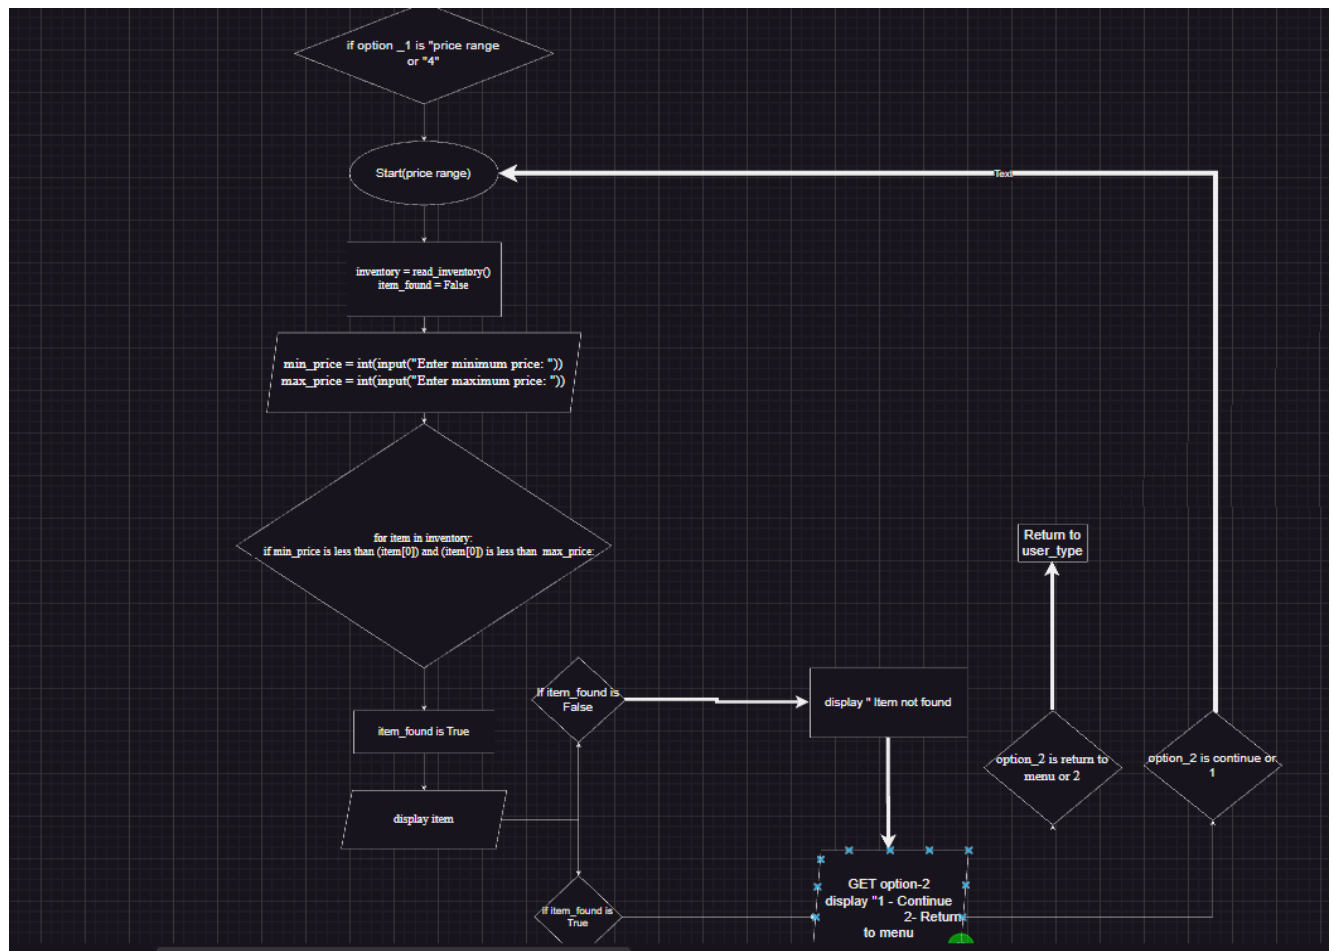 if option _1 is "price range
or "4"
Start(price range)
Text
inventory = read_inventory()
item_found = False
min_price = int(input("Enter minimum price: "))
max_price = int(input("Enter maximum price: "))
for item in inventory:
if min_price is less than (item[0]) and (item[0]) is less than max_price:
Return to
user_type
If item_found is
False
display " Item not found
item_found is True
option_2 is return to
menu or 2
option_2 is continue or
1
display item
if item_found is
True
GET option-2
display "1 - Continue
2- Return
to menu